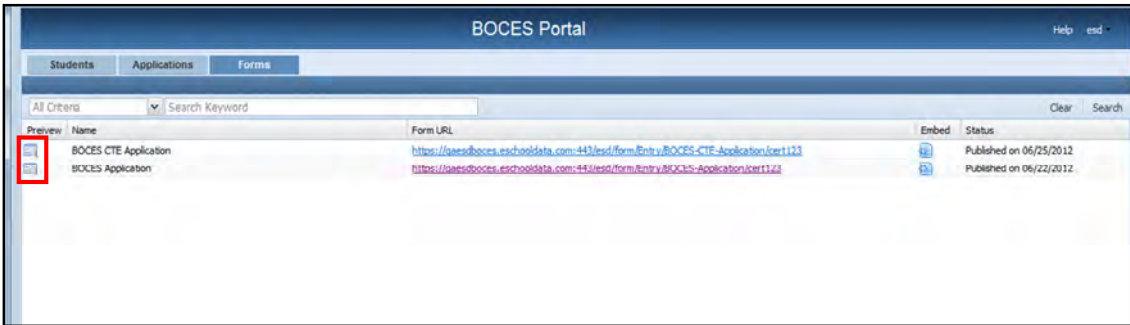 BOCES Portal
Help esd
Students Applications Forms
All Criteria Search Keyword Clear Search
Preivew Name Form URL Embed Status
BOCES CTE Application https://qaesdboces.eschooldata.com:443/esd/form/Entry/BOCES-CTE-Application/cert123 Published on 06/25/2012
BOCES Application https://qaesdboces.eschooldata.com:443/esd/form/Entry/BOCES-Application/cert123 Published on 06/22/2012